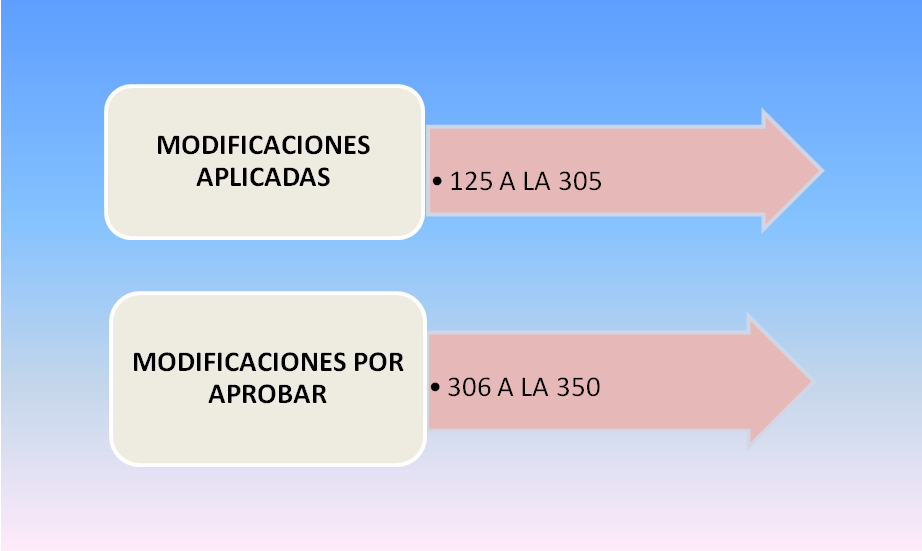 MODIFICACIONES
APLICADAS
• 125 A LA 305
MODIFICACIONES POR
APROBAR
• 306 A LA 350